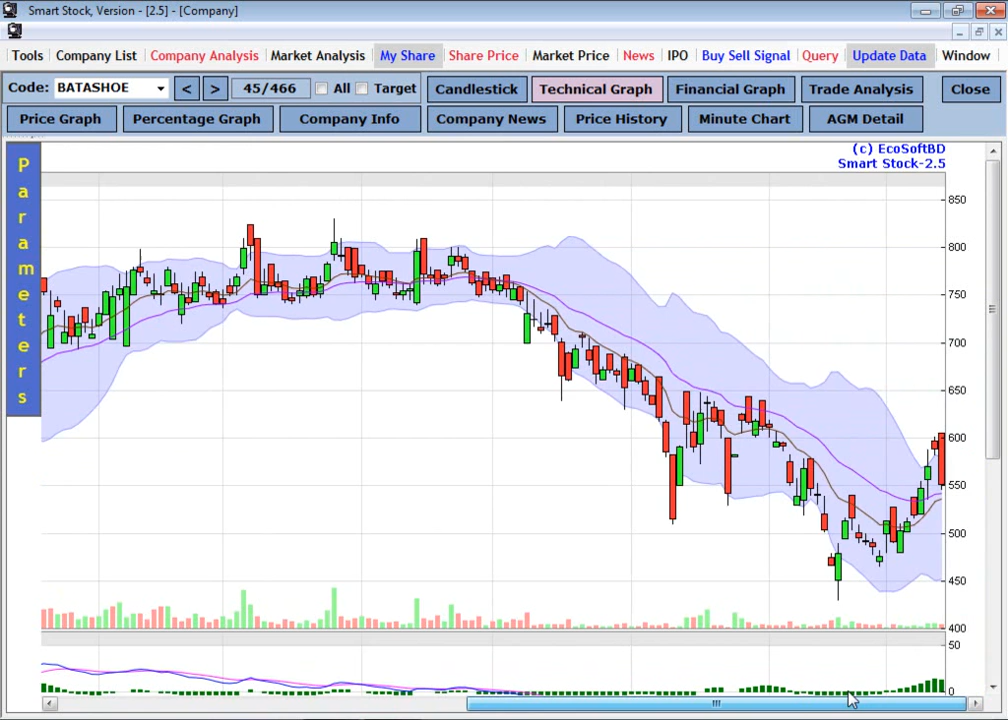 Smart Stock, Version - [2.5] - [Company]
Tools Company List Company Analysis Market Analysis My Share Share Price Market Price News IPO Buy Sell Signal Query Update Data Window
Code: BATASHOE < > 45/466 All Target Candlestick Technical Graph Financial Graph Trade Analysis Close
Price Graph Percentage Graph Company Info Company News Price History Minute Chart AGM Detail
(c) EcoSoftBD
Smart Stock-2.5
Parameters
850
800
750
700
650
600
550
500
450
400
50
0